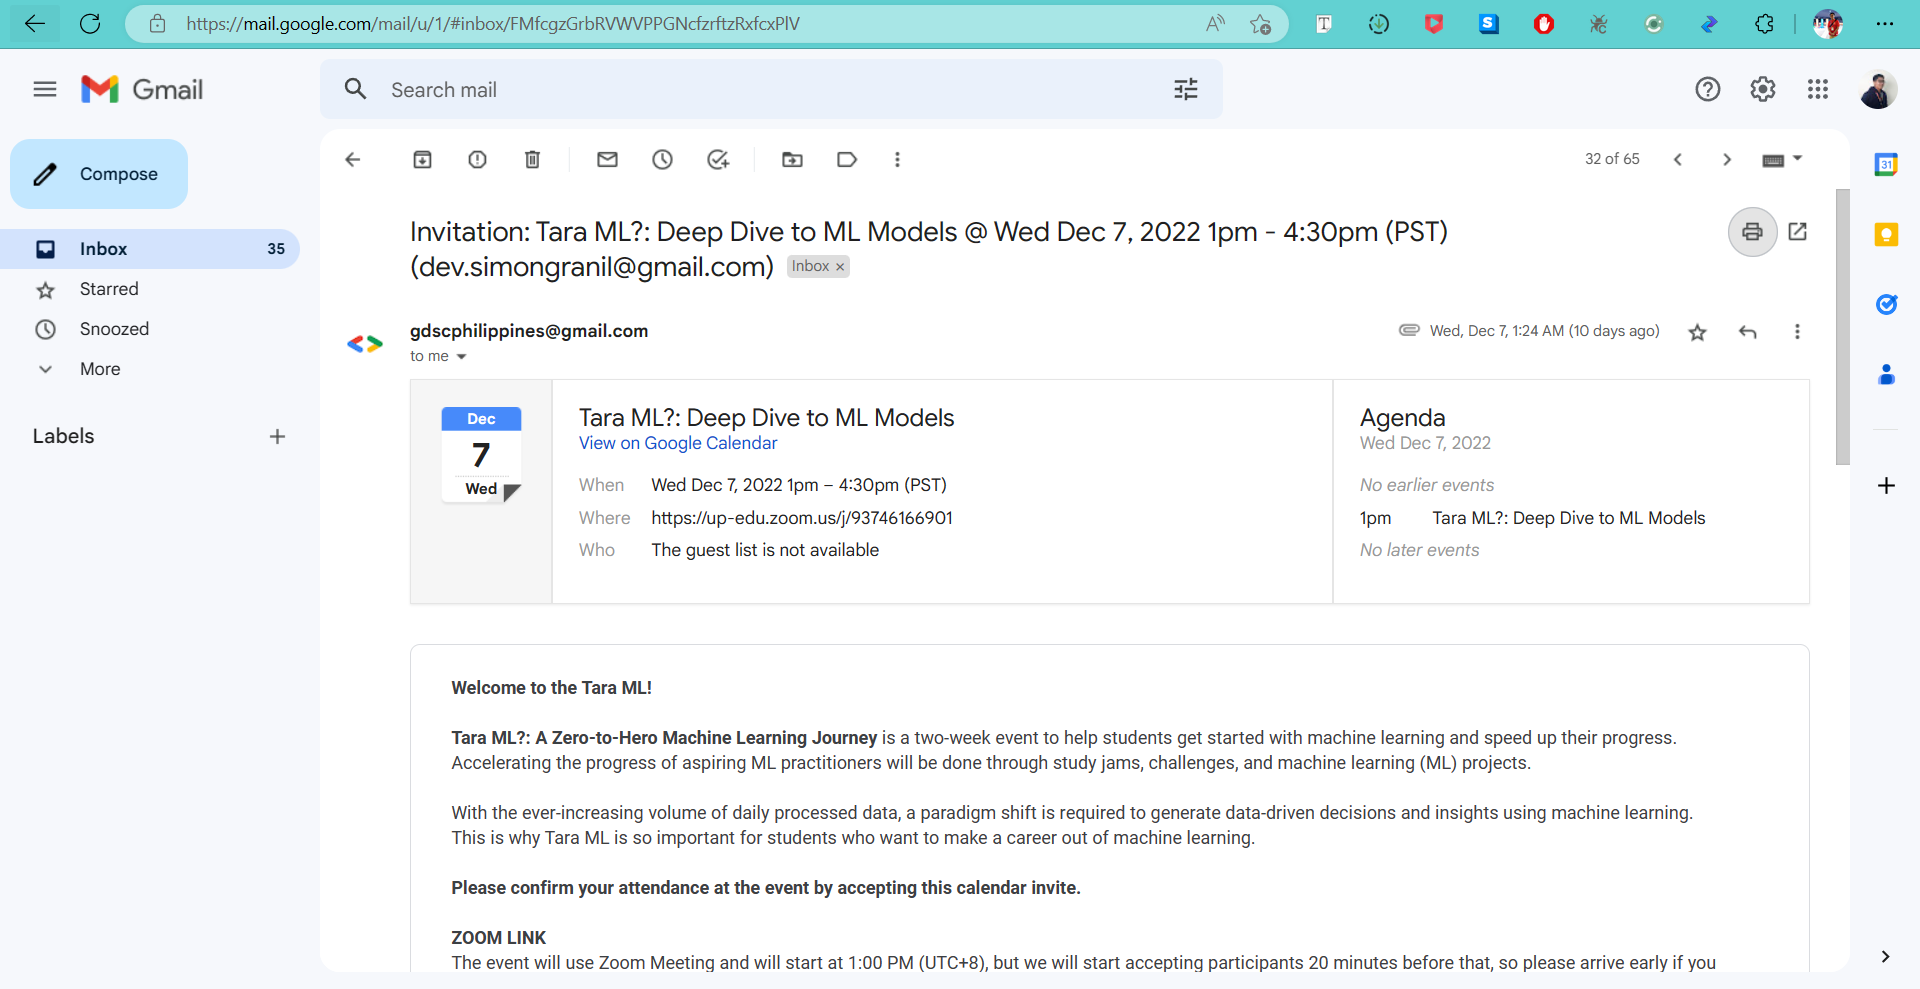 https://mail.google.com/mail/u/1/#inbox/FMfcgzGrbRVWVPPGNcfzrftzRxfcxPlV
Gmail
Search mail
Compose
32 of 65
Inbox 35
Starred
Snoozed
More
Labels
Invitation: Tara ML?: Deep Dive to ML Models @ Wed Dec 7, 2022 1pm - 4:30pm (PST)
(dev.simongranil@gmail.com) Inbox ×
gdscphilippines@gmail.com
Wed, Dec 7, 1:24 AM (10 days ago)
to me
Dec
7
Wed
Tara ML?: Deep Dive to ML Models
View on Google Calendar
When Wed Dec 7, 2022 1pm – 4:30pm (PST)
Where https://up-edu.zoom.us/j/93746166901
Who The guest list is not available
Agenda
Wed Dec 7, 2022
No earlier events
1pm Tara ML?: Deep Dive to ML Models
No later events
Welcome to the Tara ML!
Tara ML?: A Zero-to-Hero Machine Learning Journey is a two-week event to help students get started with machine learning and speed up their progress.
Accelerating the progress of aspiring ML practitioners will be done through study jams, challenges, and machine learning (ML) projects.
With the ever-increasing volume of daily processed data, a paradigm shift is required to generate data-driven decisions and insights using machine learning.
This is why Tara ML is so important for students who want to make a career out of machine learning.
Please confirm your attendance at the event by accepting this calendar invite.
ZOOM LINK
The event will use Zoom Meeting and will start at 1:00 PM (UTC+8), but we will start accepting participants 20 minutes before that, so please arrive early if you
31